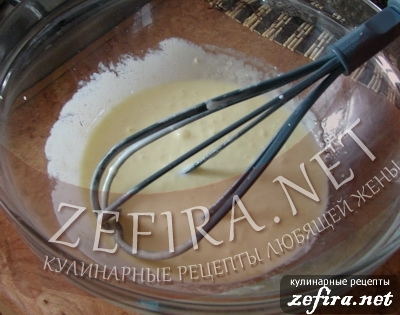 ZEFIRA.NET
КУЛИНАРНЫЕ РЕЦЕПТЫ ЛЮБЯЩЕЙ ЖЕНЫ
кулинарные рецепты
zefira.net